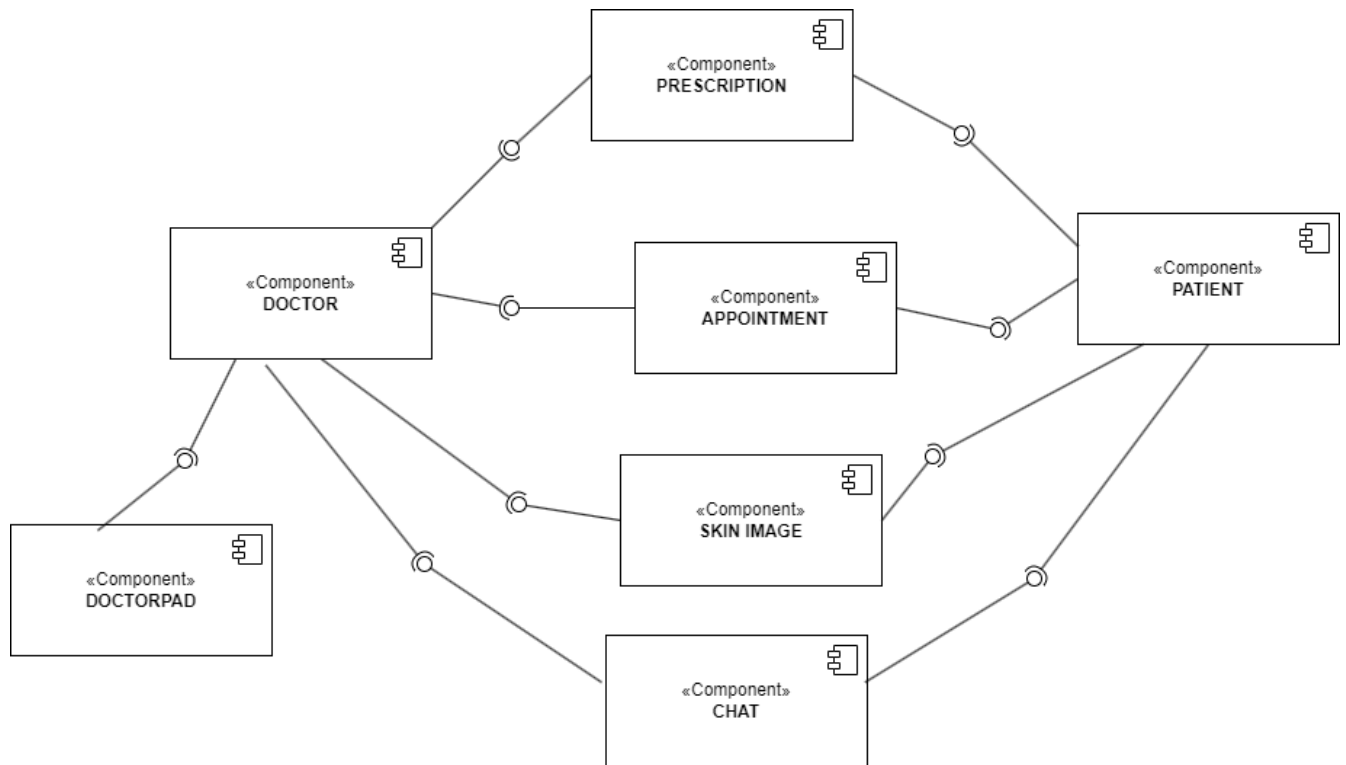 «Component»
PRESCRIPTION
«Component»
DOCTOR
«Component»
APPOINTMENT
«Component»
PATIENT
«Component»
SKIN IMAGE
«Component»
DOCTORPAD
«Component»
CHAT